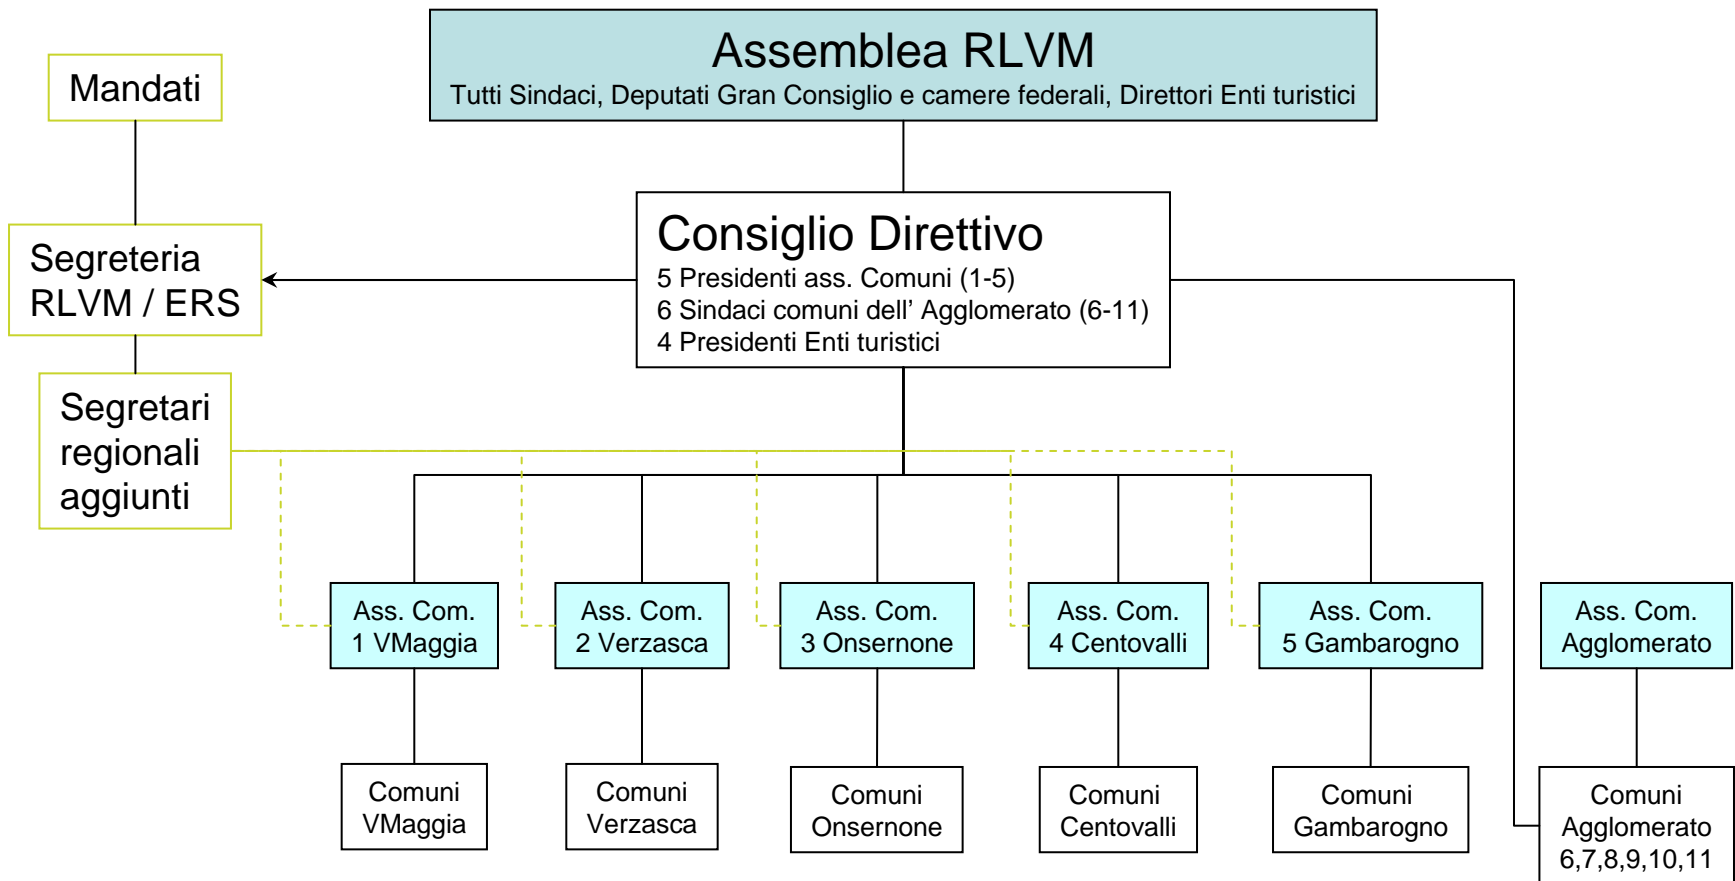 Assemblea RLVM
Tutti Sindaci, Deputati Gran Consiglio e camere federali, Direttori Enti turistici
Mandati
Consiglio Direttivo
5 Presidenti ass. Comuni (1-5)
6 Sindaci comuni dell' Agglomerato (6-11)
4 Presidenti Enti turistici
Segreteria
RLVM / ERS
Segretari
regionali
aggiunti
Ass. Com.
1 VMaggia
Ass. Com.
2 Verzasca
Ass. Com.
3 Onsernone
Ass. Com.
4 Centovalli
Ass. Com.
5 Gambarogno
Ass. Com.
Agglomerato
Comuni
VMaggia
Comuni
Verzasca
Comuni
Onsernone
Comuni
Centovalli
Comuni
Gambarogno
Comuni
Agglomerato
6,7,8,9,10,11